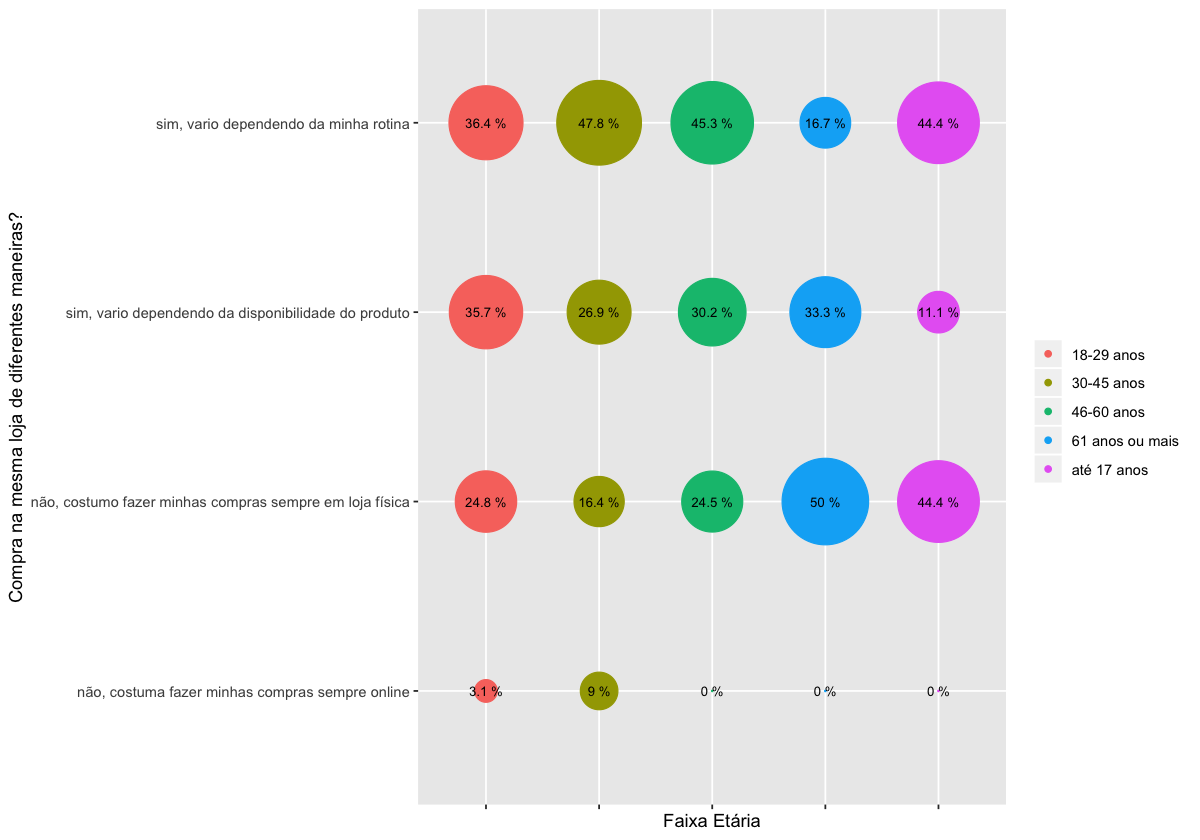 Compra na mesma loja de diferentes maneiras?
sim, vario dependendo da minha rotina
36.4 % 47.8 % 45.3 % 16.7 % 44.4 %
sim, vario dependendo da disponibilidade do produto
35.7 % 26.9 % 30.2 % 33.3 % 11.1 %
não, costumo fazer minhas compras sempre em loja física
24.8 % 16.4 % 24.5 % 50 % 44.4 %
não, costuma fazer minhas compras sempre online
3.1 % 9 % 0 % 0 % 0 %
Faixa Etária
18-29 anos
30-45 anos
46-60 anos
61 anos ou mais
até 17 anos